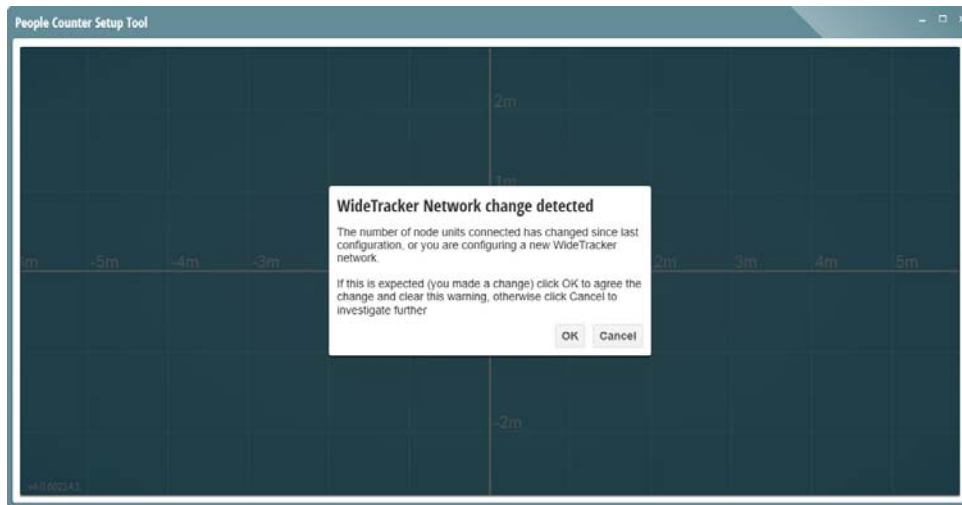 People Counter Setup Tool
2m
1m
WideTracker Network change detected
The number of node units connected has changed since last
configuration, or you are configuring a new WideTracker
network.
If this is expected (you made a change) click OK to agree the
change and clear this warning, otherwise click Cancel to
investigate further
OK Cancel
-5m -4m -3m 2m 3m 4m 5m
-2m